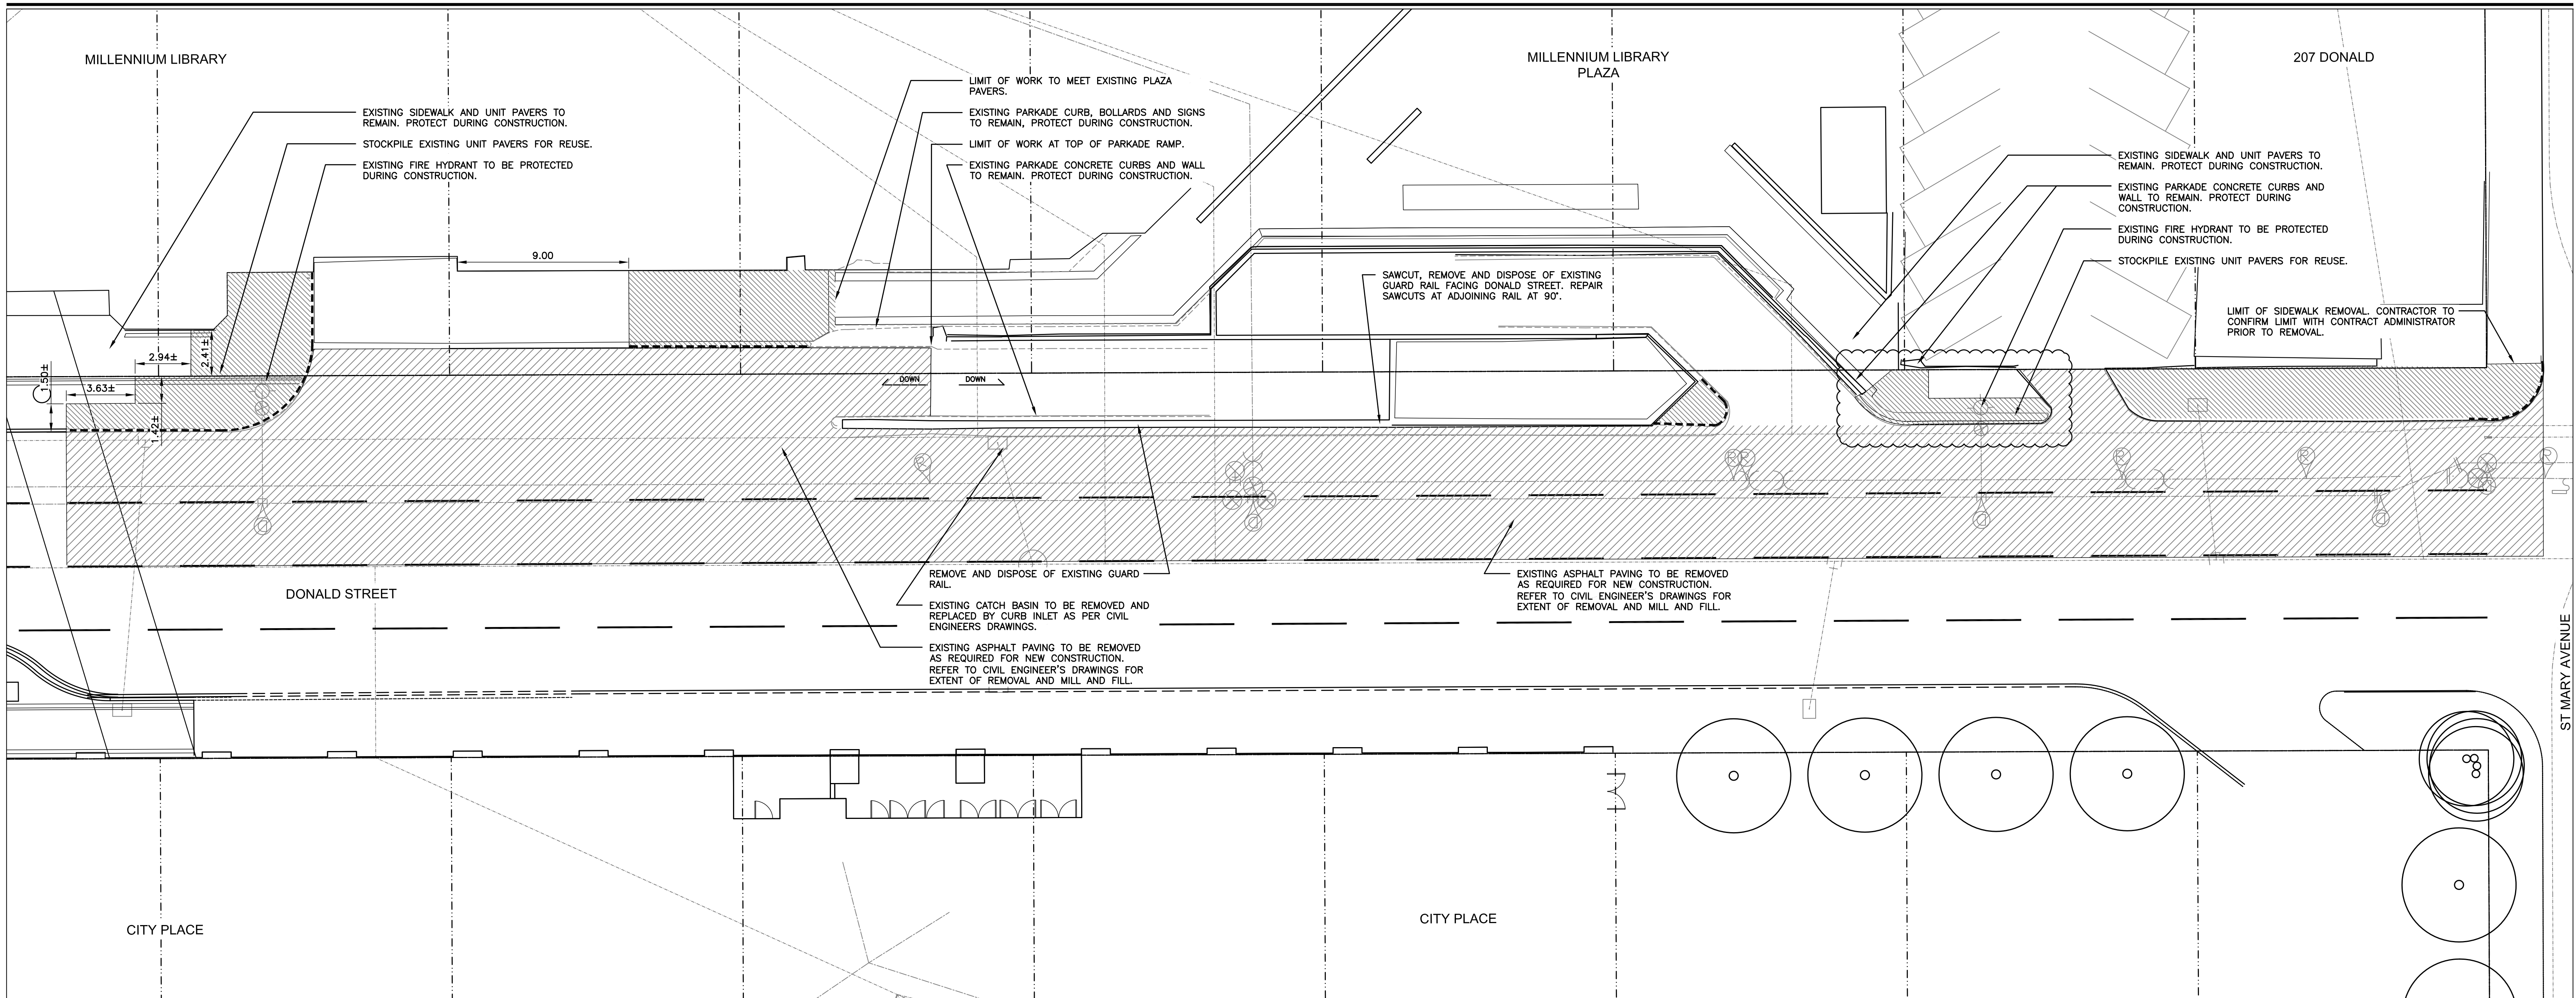 MILLENNIUM LIBRARY
MILLENNIUM LIBRARY
PLAZA
207 DONALD
EXISTING SIDEWALK AND UNIT PAVERS TO
REMAIN. PROTECT DURING CONSTRUCTION.
STOCKPILE EXISTING UNIT PAVERS FOR REUSE.
EXISTING FIRE HYDRANT TO BE PROTECTED
DURING CONSTRUCTION.
LIMIT OF WORK TO MEET EXISTING PLAZA
PAVERS.
EXISTING PARKADE CURB, BOLLARDS AND SIGNS
TO REMAIN, PROTECT DURING CONSTRUCTION.
LIMIT OF WORK AT TOP OF PARKADE RAMP.
EXISTING PARKADE CONCRETE CURBS AND WALL
TO REMAIN. PROTECT DURING CONSTRUCTION.
EXISTING SIDEWALK AND UNIT PAVERS TO
REMAIN. PROTECT DURING CONSTRUCTION.
EXISTING PARKADE CONCRETE CURBS AND
WALL TO REMAIN. PROTECT DURING
CONSTRUCTION.
EXISTING FIRE HYDRANT TO BE PROTECTED
DURING CONSTRUCTION.
STOCKPILE EXISTING UNIT PAVERS FOR REUSE.
9.00
SAWCUT, REMOVE AND DISPOSE OF EXISTING
GUARD RAIL FACING DONALD STREET. REPAIR
SAWCUTS AT ADJOINING RAIL AT 90°.
LIMIT OF SIDEWALK REMOVAL. CONTRACTOR TO
CONFIRM LIMIT WITH CONTRACT ADMINISTRATOR
PRIOR TO REMOVAL.
2.94±
2.41±
1.50±
3.63±
1.42±
DOWN
DOWN
REMOVE AND DISPOSE OF EXISTING GUARD
RAIL.
EXISTING CATCH BASIN TO BE REMOVED AND
REPLACED BY CURB INLET AS PER CIVIL
ENGINEERS DRAWINGS.
EXISTING ASPHALT PAVING TO BE REMOVED
AS REQUIRED FOR NEW CONSTRUCTION.
REFER TO CIVIL ENGINEER'S DRAWINGS FOR
EXTENT OF REMOVAL AND MILL AND FILL.
EXISTING ASPHALT PAVING TO BE REMOVED
AS REQUIRED FOR NEW CONSTRUCTION.
REFER TO CIVIL ENGINEER'S DRAWINGS FOR
EXTENT OF REMOVAL AND MILL AND FILL.
DONALD STREET
ST MARY AVENUE
CITY PLACE
CITY PLACE